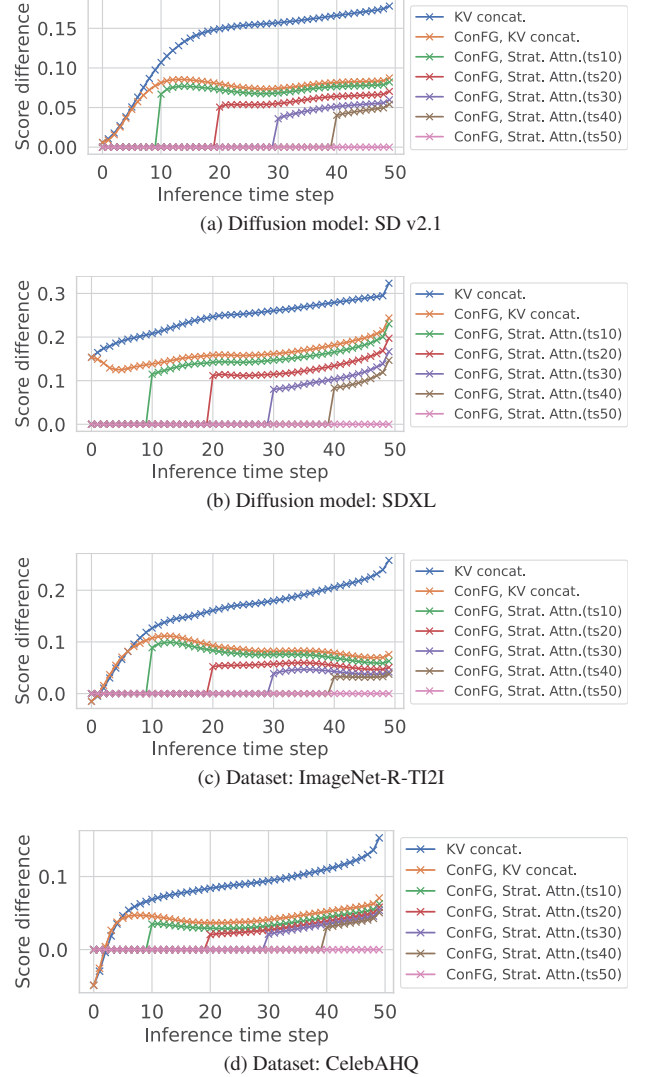 Score difference
0.15
0.10
0.05
0.00
0 10 20 30 40 50
Inference time step
KV concat.
ConFG, KV concat.
ConFG, Strat. Attn.(ts10)
ConFG, Strat. Attn.(ts20)
ConFG, Strat. Attn.(ts30)
ConFG, Strat. Attn.(ts40)
ConFG, Strat. Attn.(ts50)
(a) Diffusion model: SD v2.1
Score difference
0.3
0.2
0.1
0.0
0 10 20 30 40 50
Inference time step
KV concat.
ConFG, KV concat.
ConFG, Strat. Attn.(ts10)
ConFG, Strat. Attn.(ts20)
ConFG, Strat. Attn.(ts30)
ConFG, Strat. Attn.(ts40)
ConFG, Strat. Attn.(ts50)
(b) Diffusion model: SDXL
Score difference
0.2
0.1
0.0
0 10 20 30 40 50
Inference time step
KV concat.
ConFG, KV concat.
ConFG, Strat. Attn.(ts10)
ConFG, Strat. Attn.(ts20)
ConFG, Strat. Attn.(ts30)
ConFG, Strat. Attn.(ts40)
ConFG, Strat. Attn.(ts50)
(c) Dataset: ImageNet-R-TI2I
Score difference
0.1
0.0
0 10 20 30 40 50
Inference time step
KV concat.
ConFG, KV concat.
ConFG, Strat. Attn.(ts10)
ConFG, Strat. Attn.(ts20)
ConFG, Strat. Attn.(ts30)
ConFG, Strat. Attn.(ts40)
ConFG, Strat. Attn.(ts50)
(d) Dataset: CelebAHQ